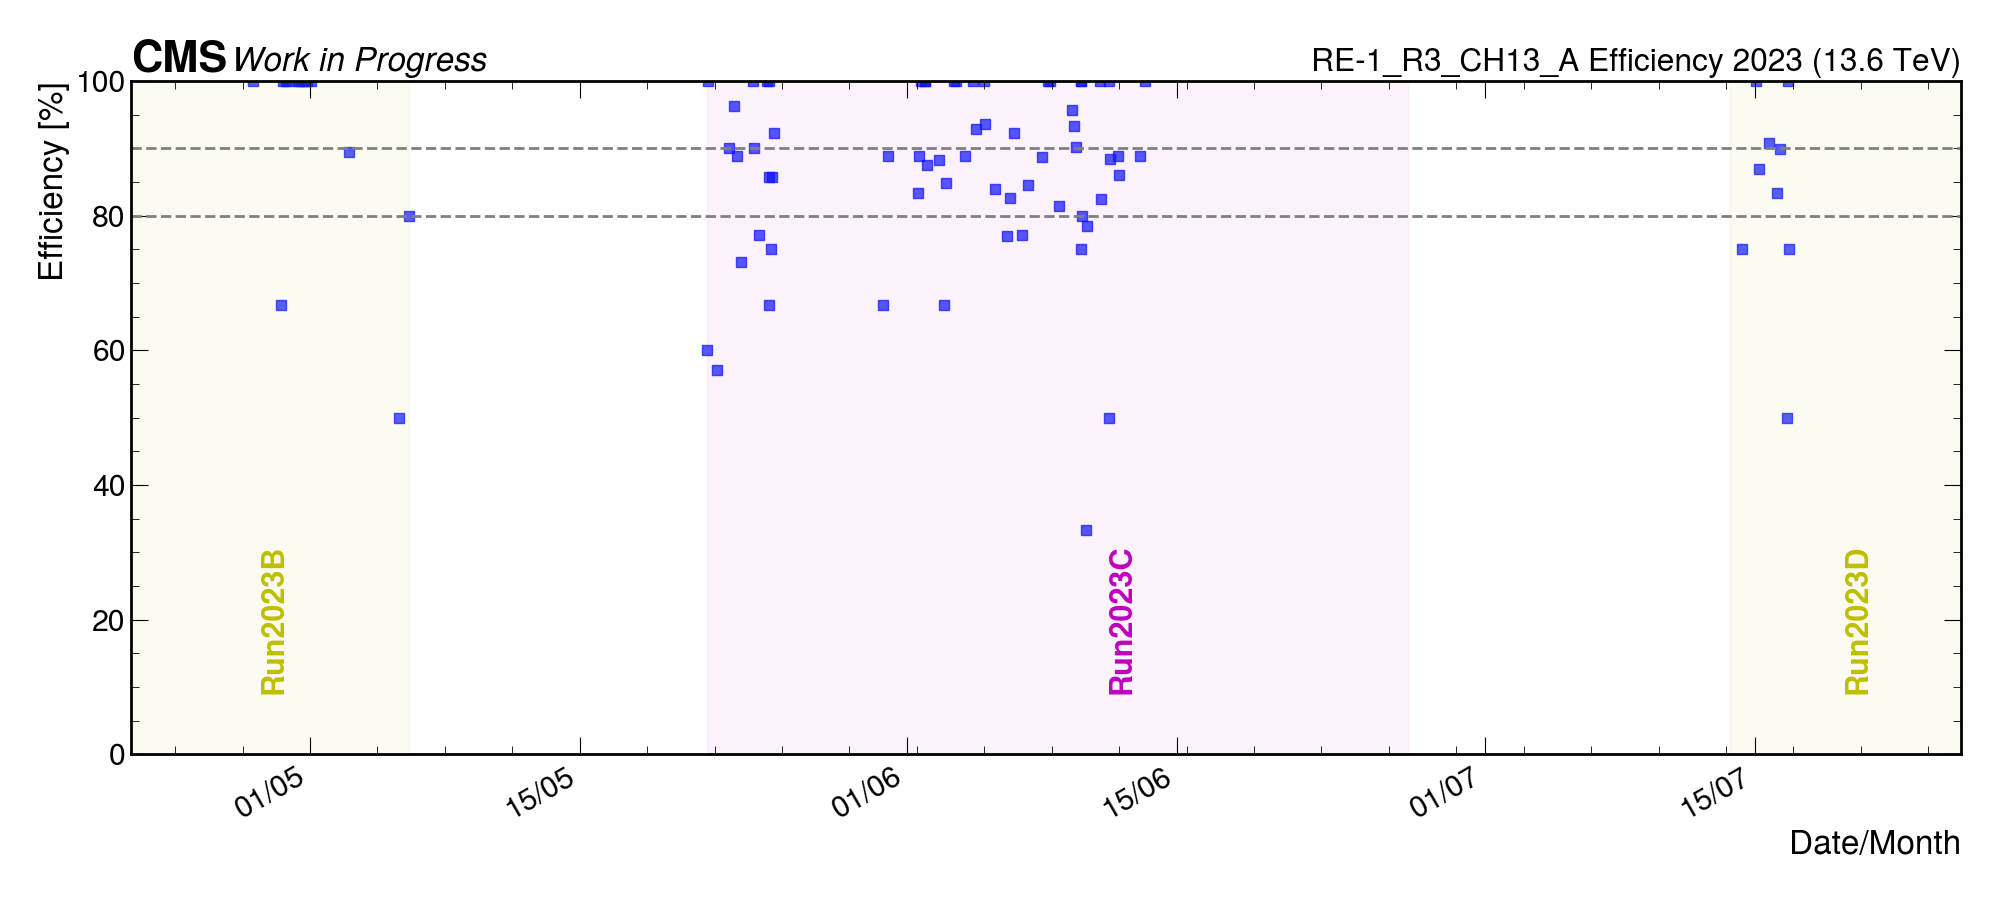 CMS Work in Progress
RE-1_R3_CH13_A Efficiency 2023 (13.6 TeV)
Efficiency [%]
100
80
60
40
20
0
Run2023B
Run2023C
Run2023D
01/05
15/05
01/06
15/06
01/07
15/07
Date/Month